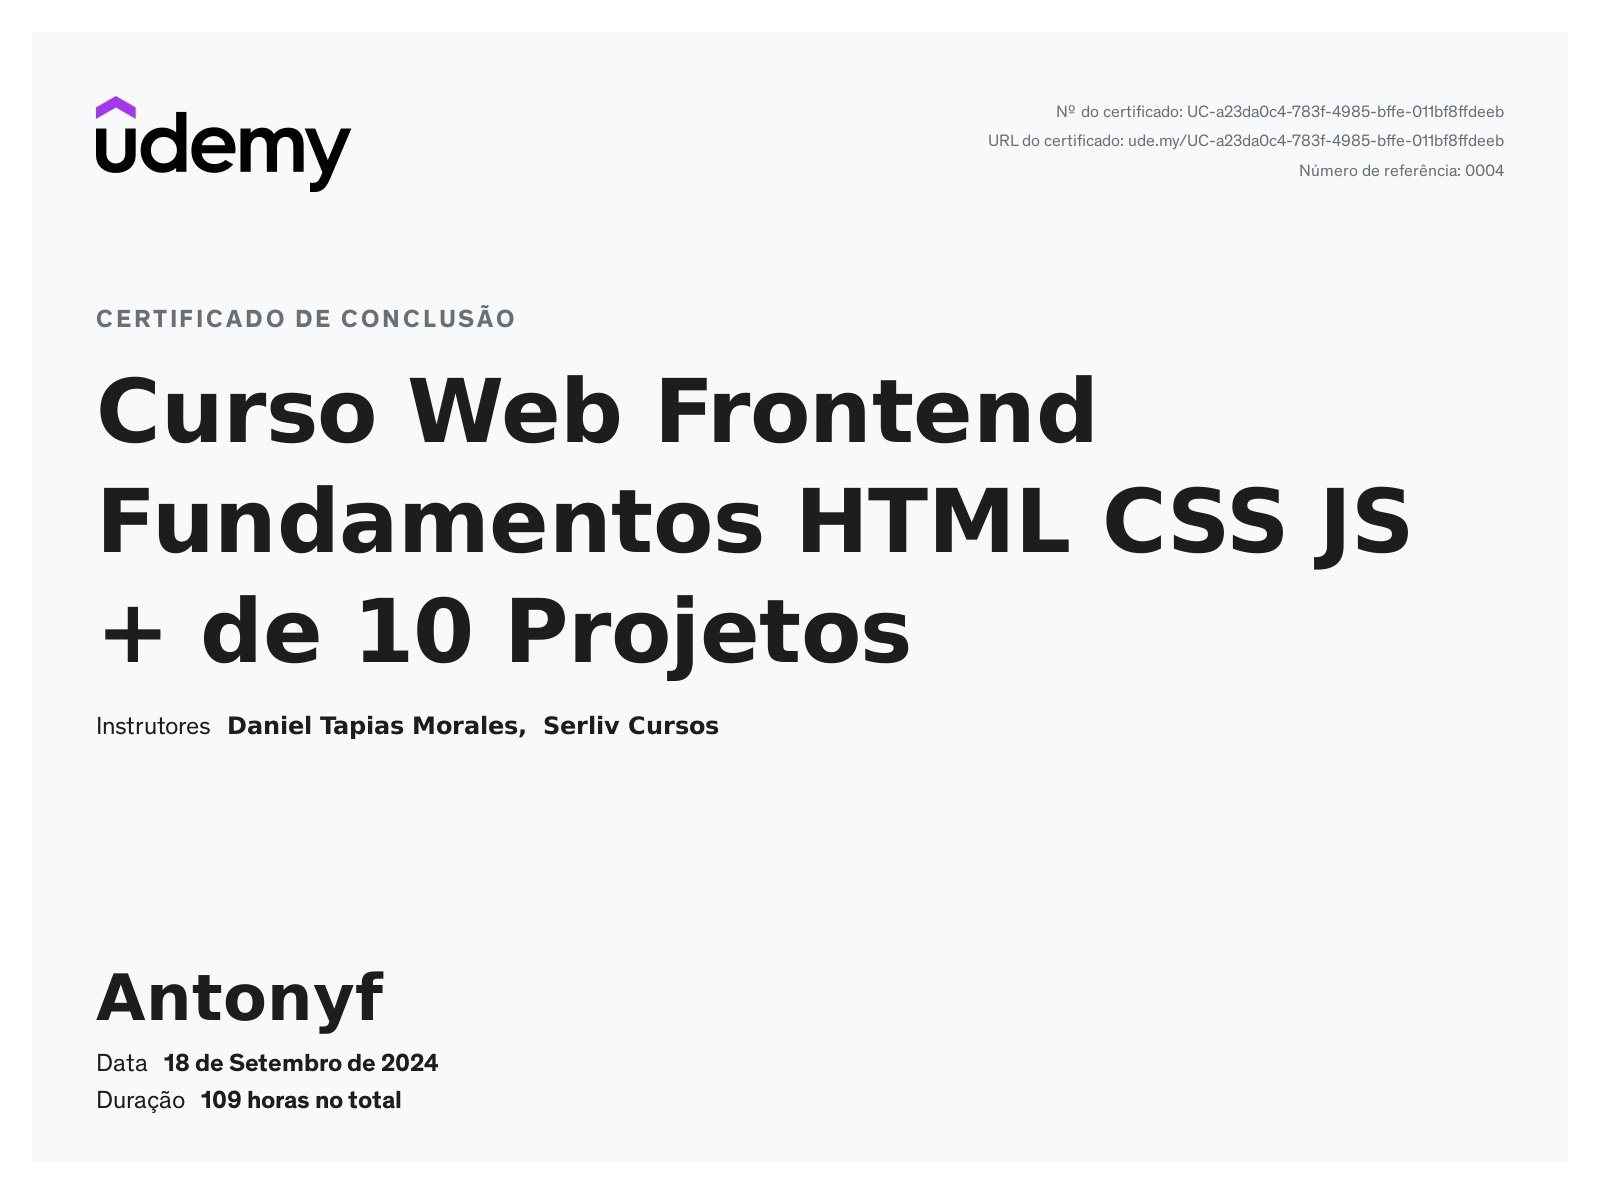 udemy
Nº do certificado: UC-a23da0c4-783f-4985-bffe-011bf8ffdeeb
URL do certificado: ude.my/UC-a23da0c4-783f-4985-bffe-011bf8ffdeeb
Número de referência: 0004
CERTIFICADO DE CONCLUSÃO
Curso Web Frontend
Fundamentos HTML CSS JS
+ de 10 Projetos
Instrutores Daniel Tapias Morales, Serliv Cursos
Antonyf
Data 18 de Setembro de 2024
Duração 109 horas no total